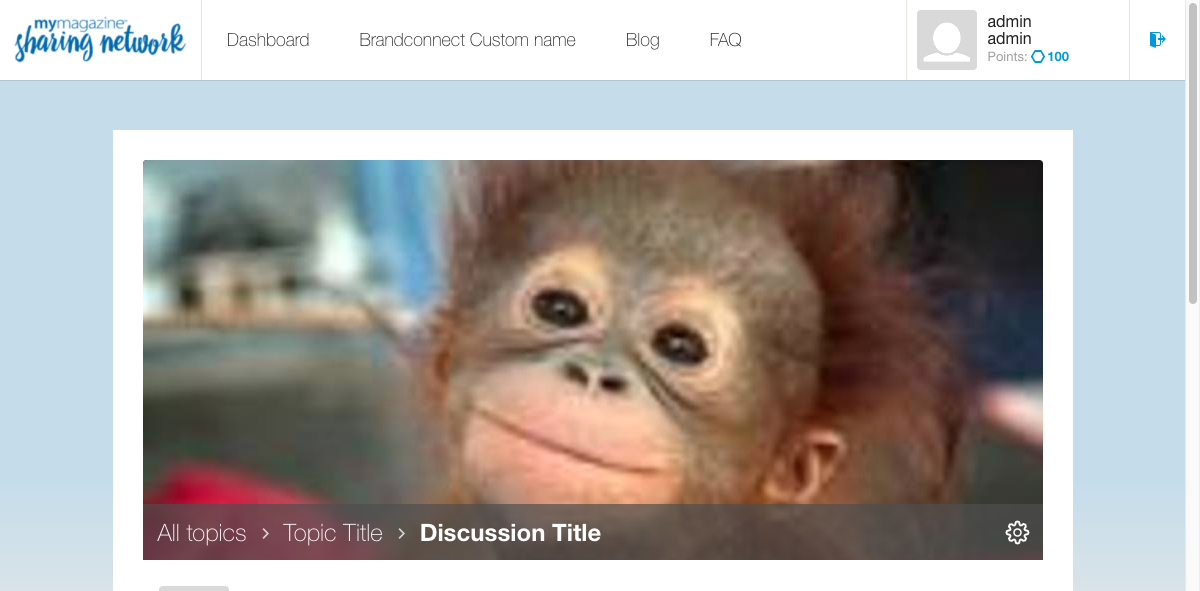 mymagazine
sharing network
Dashboard
Brandconnect Custom name
Blog
FAQ
admin
admin
Points: 100
All topics > Topic Title > Discussion Title